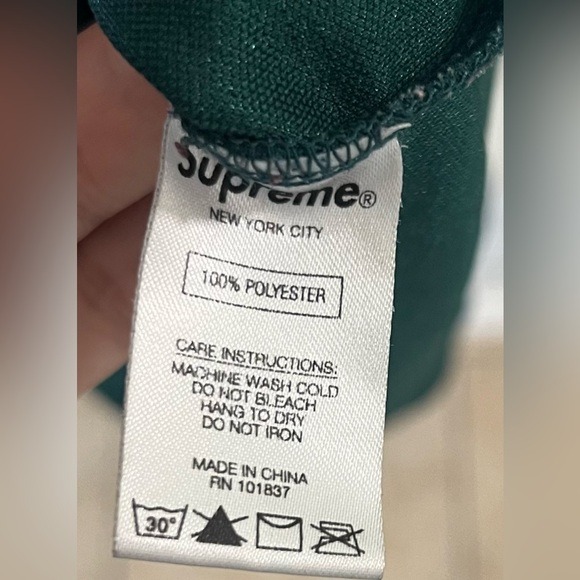 Supreme®
NEW YORK CITY
100% POLYESTER
CARE INSTRUCTIONS:
MACHINE WASH COLD
DO NOT BLEACH
HANG TO DRY
DO NOT IRON
MADE IN CHINA
RN 101837
30°